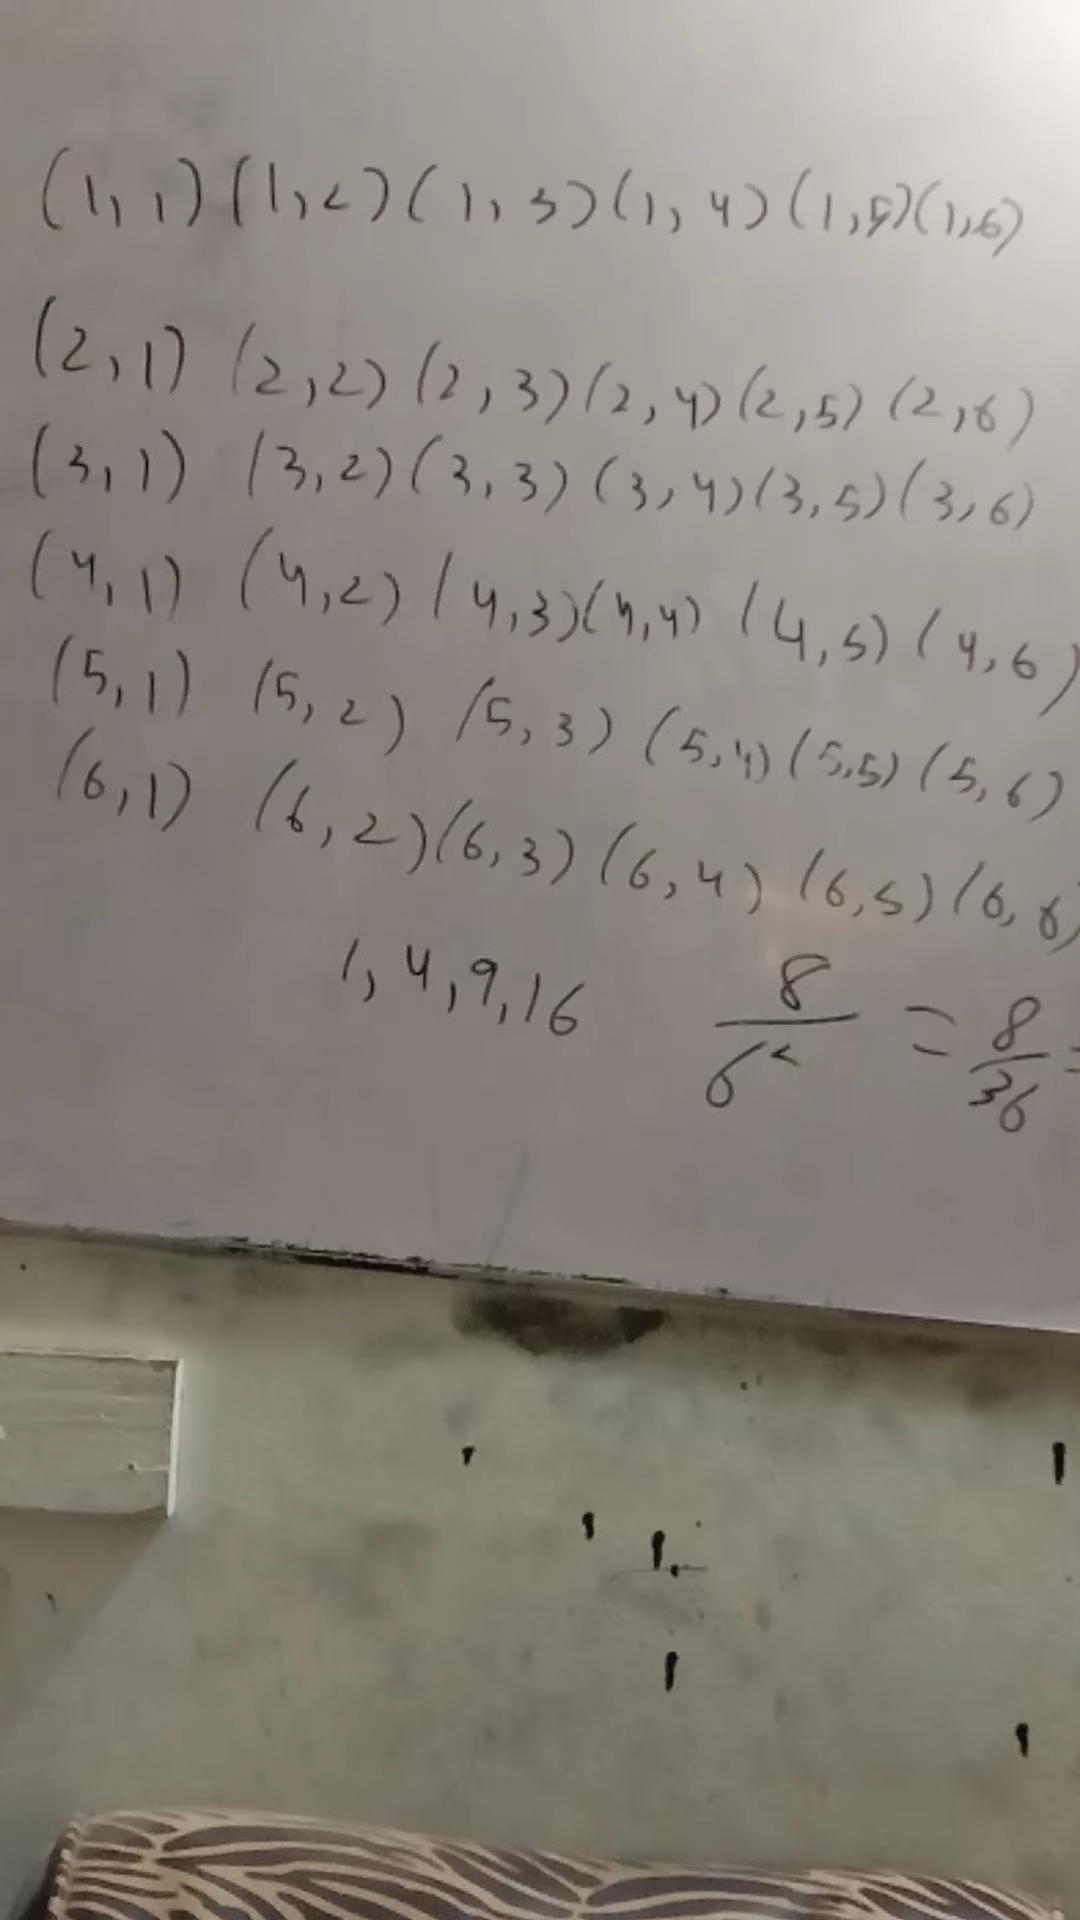 (1,1) (1,2) (1,3) (1,4) (1,5) (1,6)
(2,1) (2,2) (2,3) (2,4) (2,5) (2,6)
(3,1) (3,2) (3,3) (3,4) (3,5) (3,6)
(4,1) (4,2) (4,3) (4,4) (4,5) (4,6)
(5,1) (5,2) (5,3) (5,4) (5,5) (5,6)
(6,1) (6,2) (6,3) (6,4) (6,5) (6,6)
1, 4, 9, 16 8/6² = 8/36 =